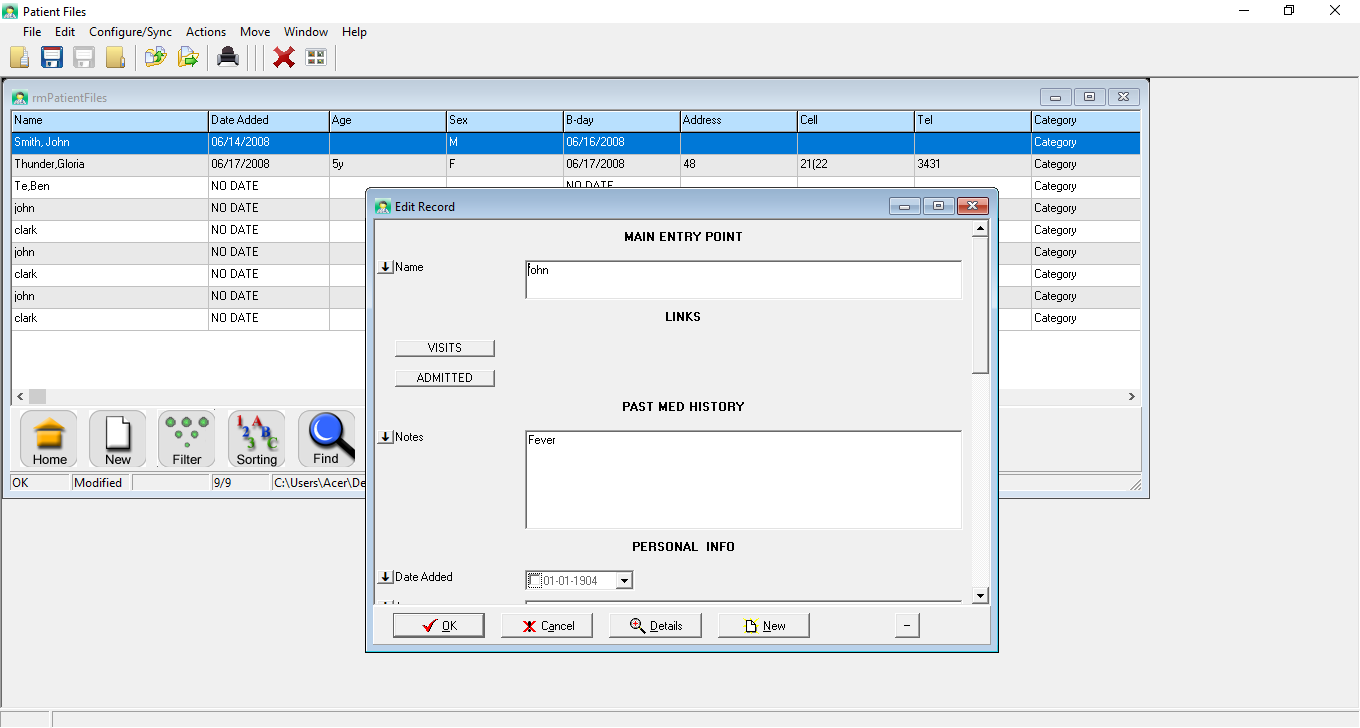 Patient Files
File Edit Configure/Sync Actions Move Window Help
rmPatientFiles
Name Date Added Age Sex B-day Address Cell Tel Category
Smith, John 06/14/2008 M 06/16/2008 Category
Thunder,Gloria 06/17/2008 5y F 06/17/2008 48 21(22 3431 Category
Te,Ben NO DATE NO DATE Category
john NO DATE Category
clark NO DATE Category
john NO DATE Category
clark NO DATE Category
john NO DATE Category
clark NO DATE Category
Home New Filter Sorting Find
OK Modified 9/9 C:\Users\Acer\De
Edit Record
MAIN ENTRY POINT
Name john
LINKS
VISITS
ADMITTED
PAST MED HISTORY
Notes Fever
PERSONAL INFO
Date Added 01-01-1904
OK Cancel Details New -